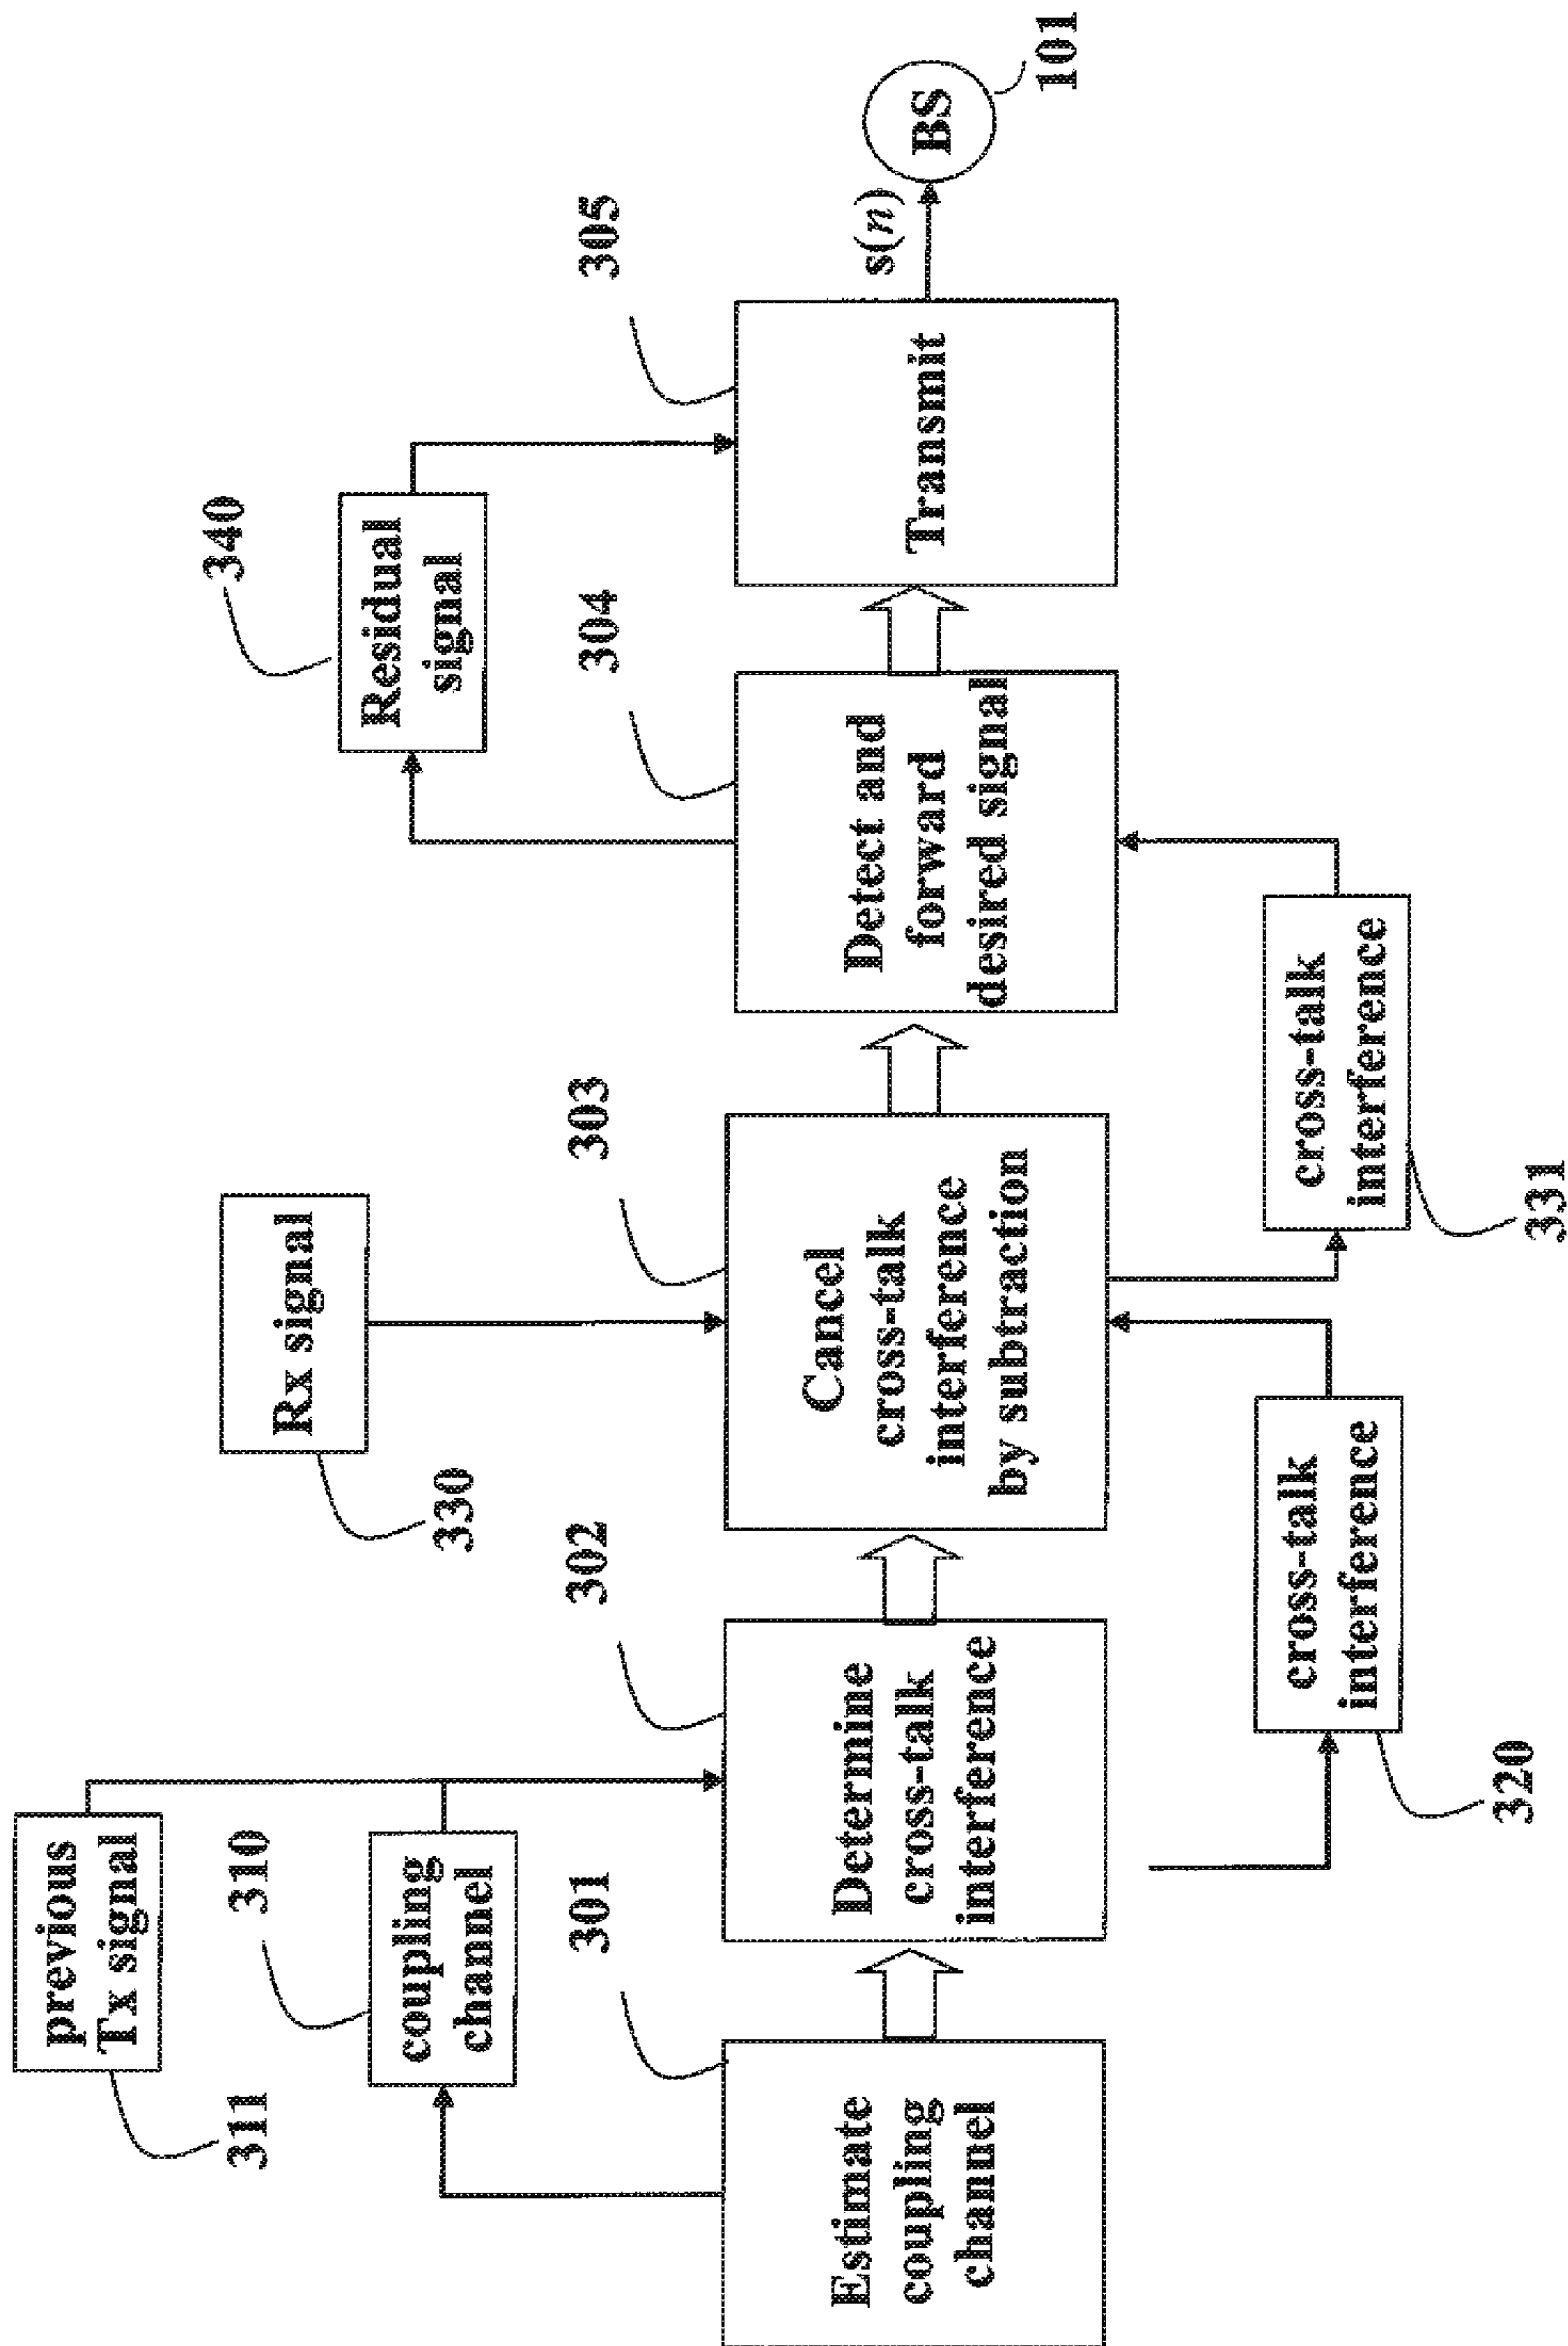 previous
Tx signal
311
coupling
channel
310
Estimate
coupling
channel
301
Determine
cross-talk
interference
302
cross-talk
interference
320
Rx signal
330
Cancel
cross-talk
interference
by subtraction
303
cross-talk
interference
331
Detect and
forward
desired signal
304
Residual
signal
340
Transmit
305
s(n)
BS
101